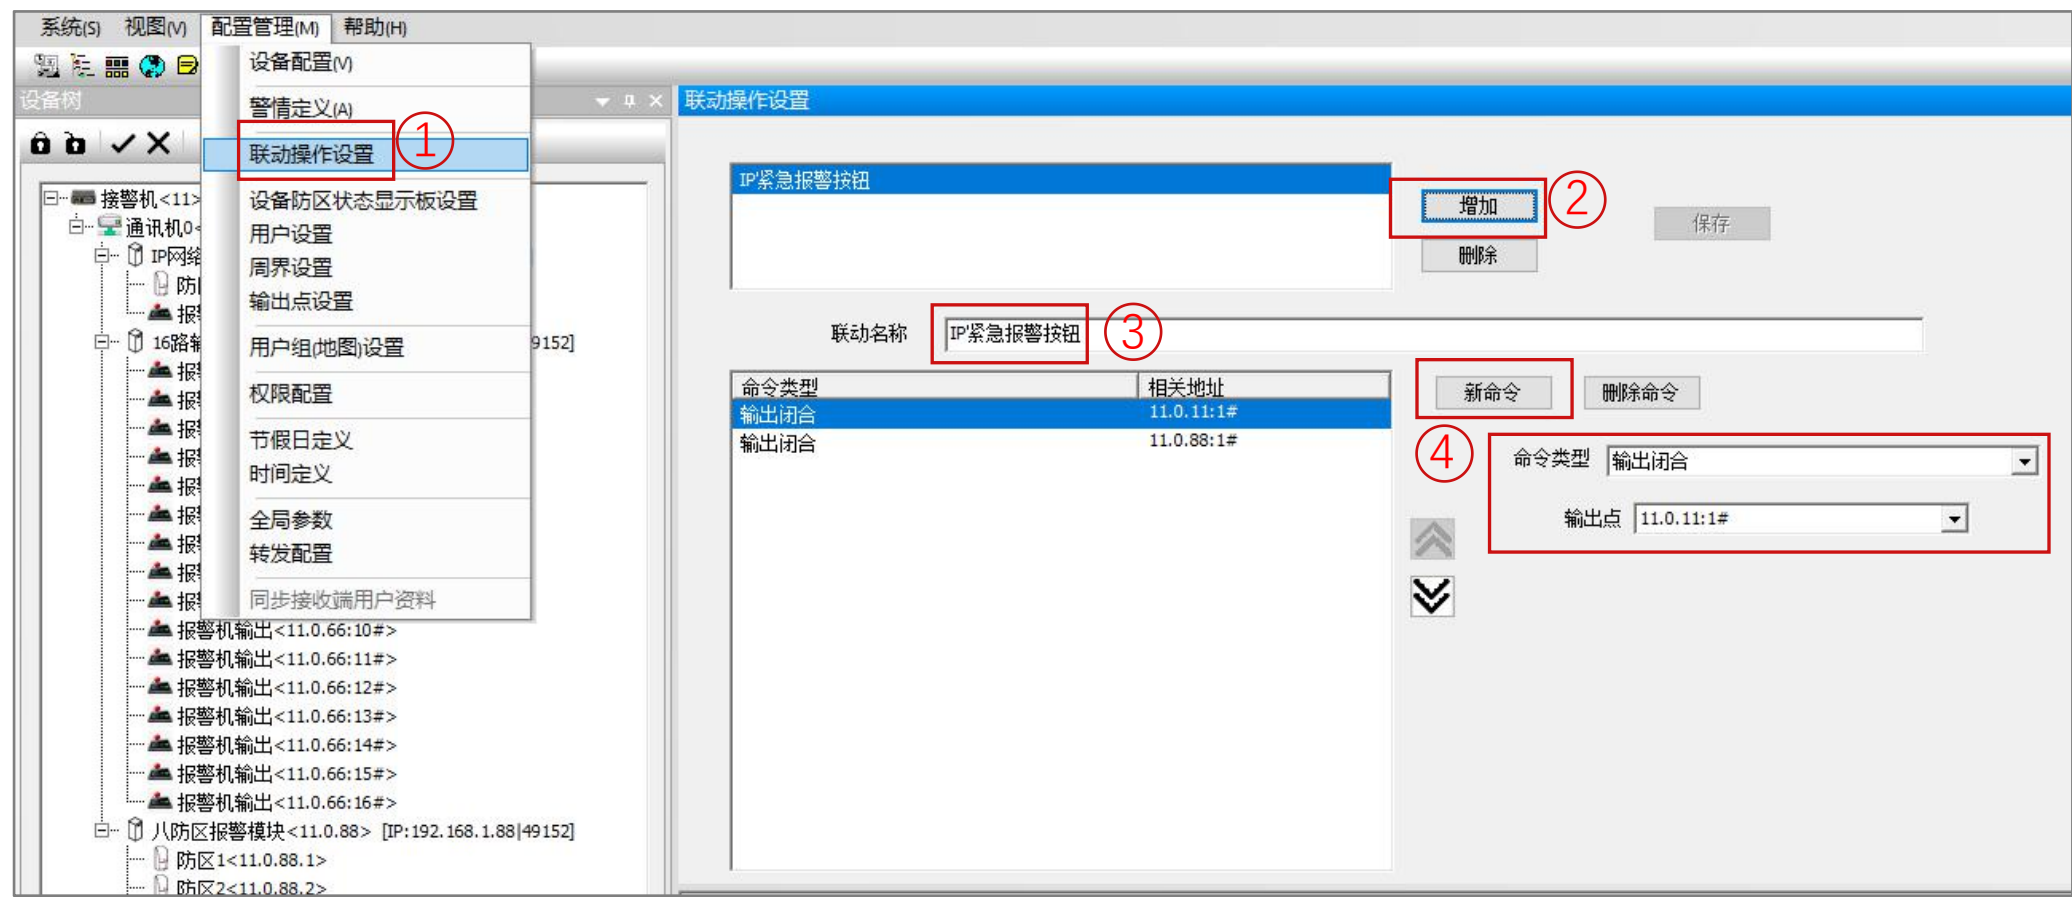 系统(S) 视图(V) 配置管理(M) 帮助(H)
设备树
设备配置(V)
警情定义(A)
联动操作设置
①
设备防区状态显示板设置
用户设置
周界设置
输出点设置
用户组(地图)设置
权限配置
节假日定义
时间定义
全局参数
转发配置
同步接收端用户资料
接警机<11>
通讯机0<
IP网络
防
报
16路
9152]
报
报
报
报
报
报
报
报
报
报警机输出<11.0.66:10#>
报警机输出<11.0.66:11#>
报警机输出<11.0.66:12#>
报警机输出<11.0.66:13#>
报警机输出<11.0.66:14#>
报警机输出<11.0.66:15#>
报警机输出<11.0.66:16#>
八防区报警模块<11.0.88> [IP:192.168.1.88|49152]
防区1<11.0.88.1>
防区2<11.0.88.2>
联动操作设置
IP紧急报警按钮
增加
②
保存
删除
联动名称 IP紧急报警按钮
③
命令类型 相关地址
输出闭合 11.0.11:1#
输出闭合 11.0.88:1#
新命令 删除命令
④
命令类型 输出闭合
输出点 11.0.11:1#